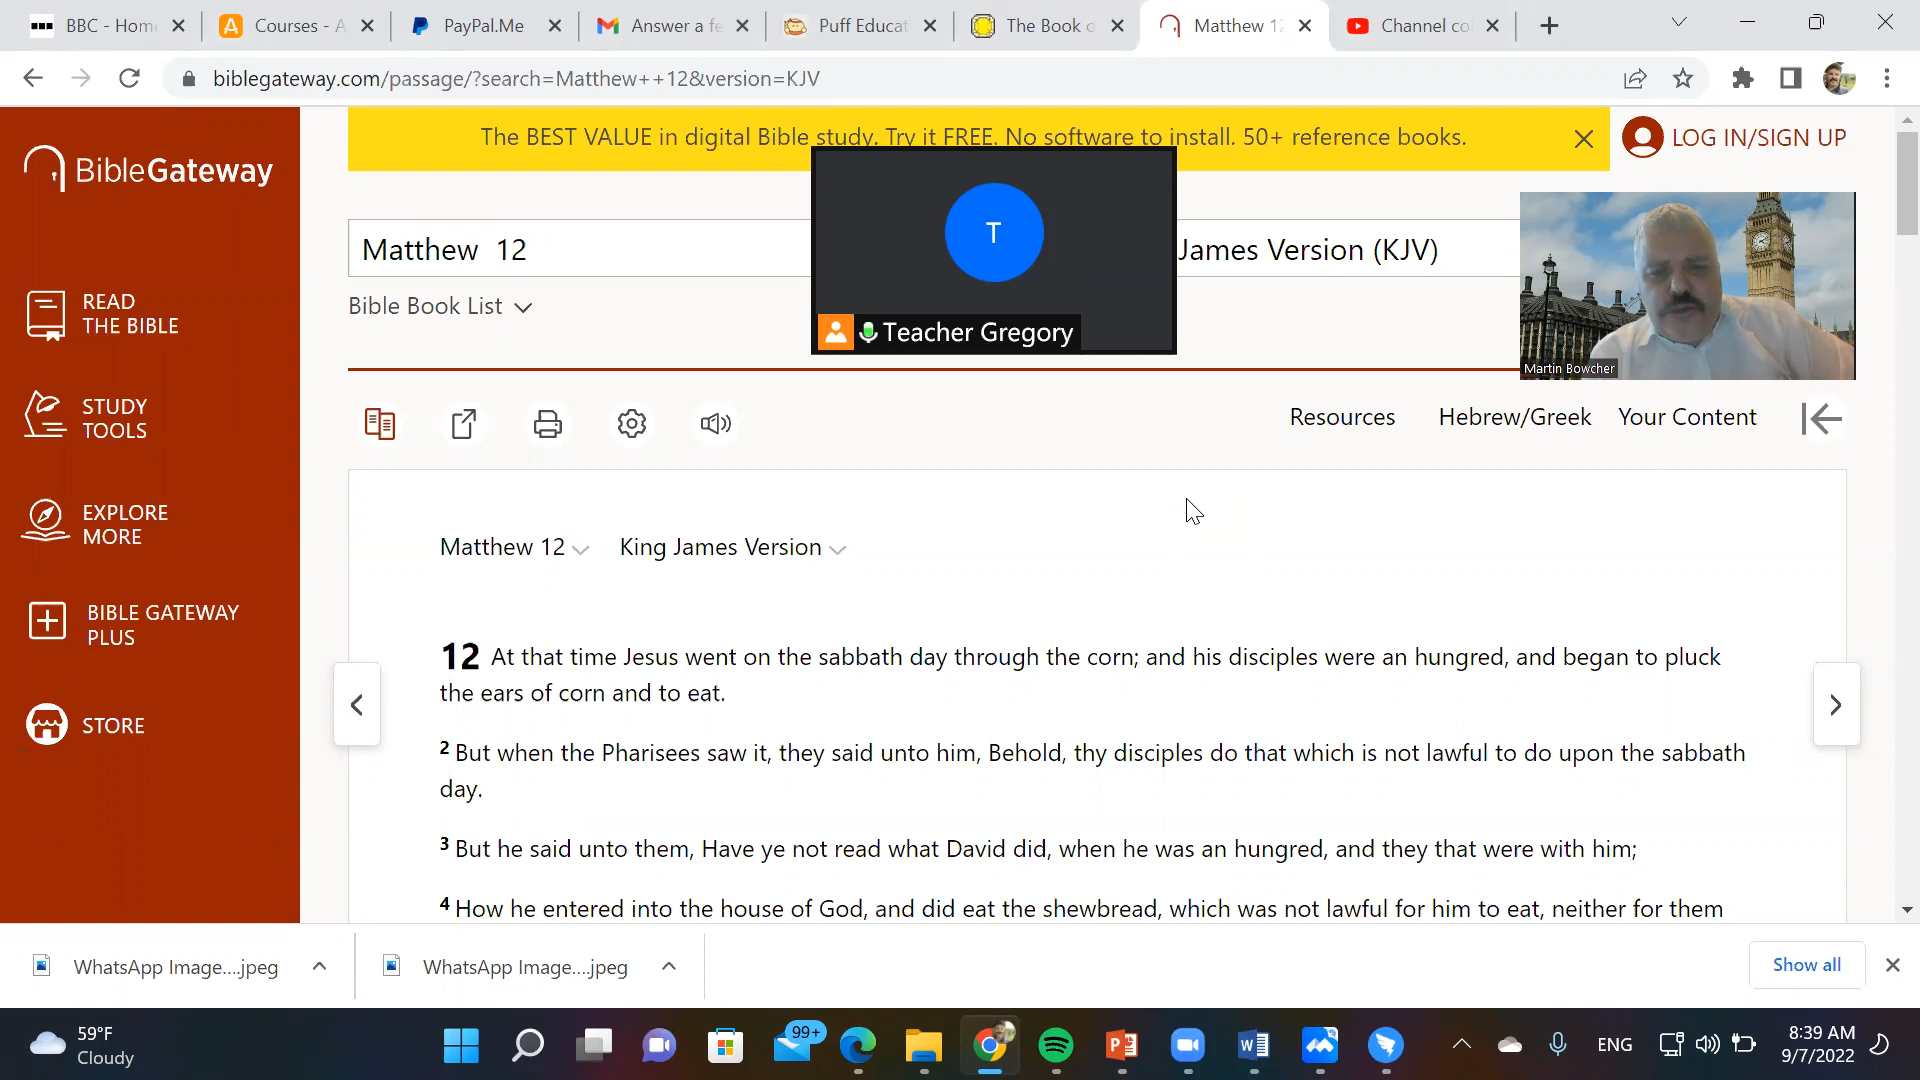 BBC - Home
Courses - A
PayPal.Me
Answer a fe
Puff Educat
The Book o
Matthew 12
Channel co
biblegateway.com/passage/?search=Matthew++12&version=KJV
The BEST VALUE in digital Bible study. Try it FREE. No software to install. 50+ reference books.
LOG IN/SIGN UP
BibleGateway
Matthew 12
James Version (KJV)
T
Teacher Gregory
Martin Bowcher
Bible Book List
READ
THE BIBLE
STUDY
TOOLS
EXPLORE
MORE
BIBLE GATEWAY
PLUS
STORE
Resources
Hebrew/Greek
Your Content
Matthew 12
King James Version
12 At that time Jesus went on the sabbath day through the corn; and his disciples were an hungred, and began to pluck
the ears of corn and to eat.
2 But when the Pharisees saw it, they said unto him, Behold, thy disciples do that which is not lawful to do upon the sabbath
day.
3 But he said unto them, Have ye not read what David did, when he was an hungred, and they that were with him;
4 How he entered into the house of God, and did eat the shewbread, which was not lawful for him to eat, neither for them
WhatsApp Image....jpeg
WhatsApp Image....jpeg
Show all
59°F
Cloudy
99+
ENG
8:39 AM
9/7/2022